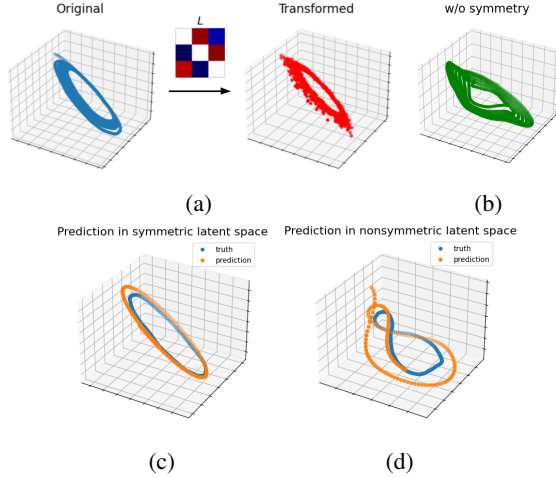 Original
L
Transformed
w/o symmetry
(a)
(b)
Prediction in symmetric latent space
truth
prediction
Prediction in nonsymmetric latent space
truth
prediction
(c)
(d)